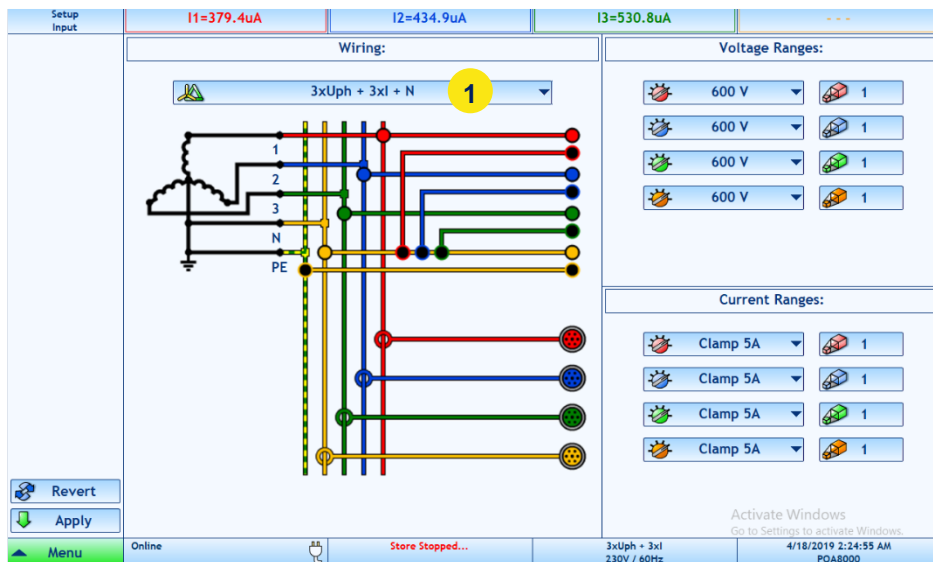 Setup
Input
I1=379.4uA
I2=434.9uA
I3=530.8uA
- - -
Wiring:
3xUph + 3xI + N
1
1
2
3
N
PE
Voltage Ranges:
600 V
1
600 V
1
600 V
1
600 V
1
Current Ranges:
Clamp 5A
1
Clamp 5A
1
Clamp 5A
1
Clamp 5A
1
Revert
Apply
Activate Windows
Go to Settings to activate Windows.
Menu
Online
Store Stopped...
3xUph + 3xI
230V / 60Hz
4/18/2019 2:24:55 AM
PQA8000